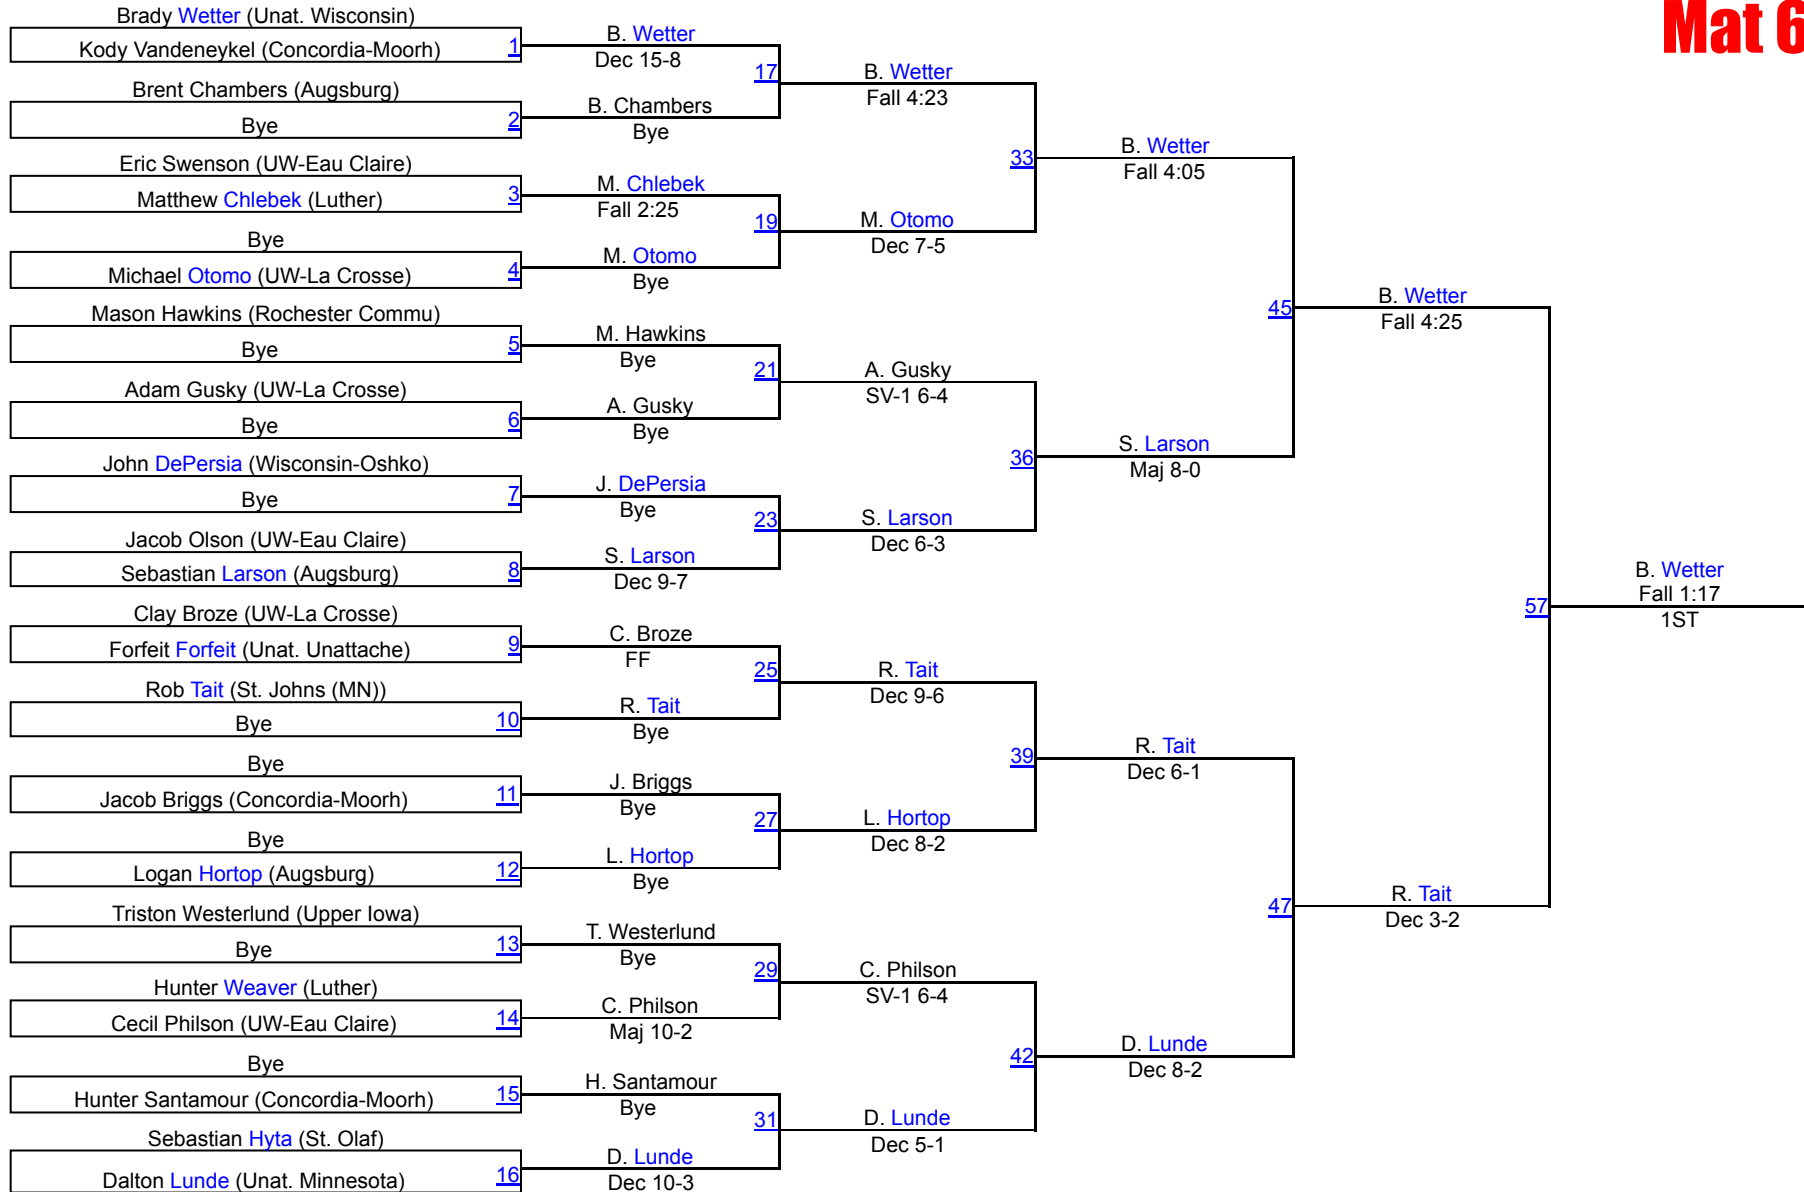 Mat 6
Brady Wetter (Unat. Wisconsin)
Kody Vandeneykel (Concordia-Moorh) 1
Brent Chambers (Augsburg)
Bye 2
Eric Swenson (UW-Eau Claire)
Matthew Chlebek (Luther) 3
Bye
Michael Otomo (UW-La Crosse) 4
Mason Hawkins (Rochester Commu)
Bye 5
Adam Gusky (UW-La Crosse)
Bye 6
John DePersia (Wisconsin-Oshko)
Bye 7
Jacob Olson (UW-Eau Claire)
Sebastian Larson (Augsburg) 8
Clay Broze (UW-La Crosse)
Forfeit Forfeit (Unat. Unattache) 9
Rob Tait (St. Johns (MN))
Bye 10
Bye
Jacob Briggs (Concordia-Moorh) 11
Bye
Logan Hortop (Augsburg) 12
Triston Westerlund (Upper Iowa)
Bye 13
Hunter Weaver (Luther)
Cecil Philson (UW-Eau Claire) 14
Bye
Hunter Santamour (Concordia-Moorh) 15
Sebastian Hyta (St. Olaf)
Dalton Lunde (Unat. Minnesota) 16
B. Wetter
Dec 15-8
17
B. Chambers
Bye
M. Chlebek
Fall 2:25
19
M. Otomo
Bye
M. Hawkins
Bye
21
A. Gusky
Bye
J. DePersia
Bye
23
S. Larson
Dec 9-7
C. Broze
FF
25
R. Tait
Bye
J. Briggs
Bye
27
L. Hortop
Bye
T. Westerlund
Bye
29
C. Philson
Maj 10-2
H. Santamour
Bye
31
D. Lunde
Dec 10-3
B. Wetter
Fall 4:23
33
M. Otomo
Dec 7-5
A. Gusky
SV-1 6-4
36
S. Larson
Dec 6-3
R. Tait
Dec 9-6
39
L. Hortop
Dec 8-2
C. Philson
SV-1 6-4
42
D. Lunde
Dec 5-1
B. Wetter
Fall 4:05
45
S. Larson
Maj 8-0
R. Tait
Dec 6-1
47
D. Lunde
Dec 8-2
B. Wetter
Fall 4:25
57
R. Tait
Dec 3-2
B. Wetter
Fall 1:17
1ST